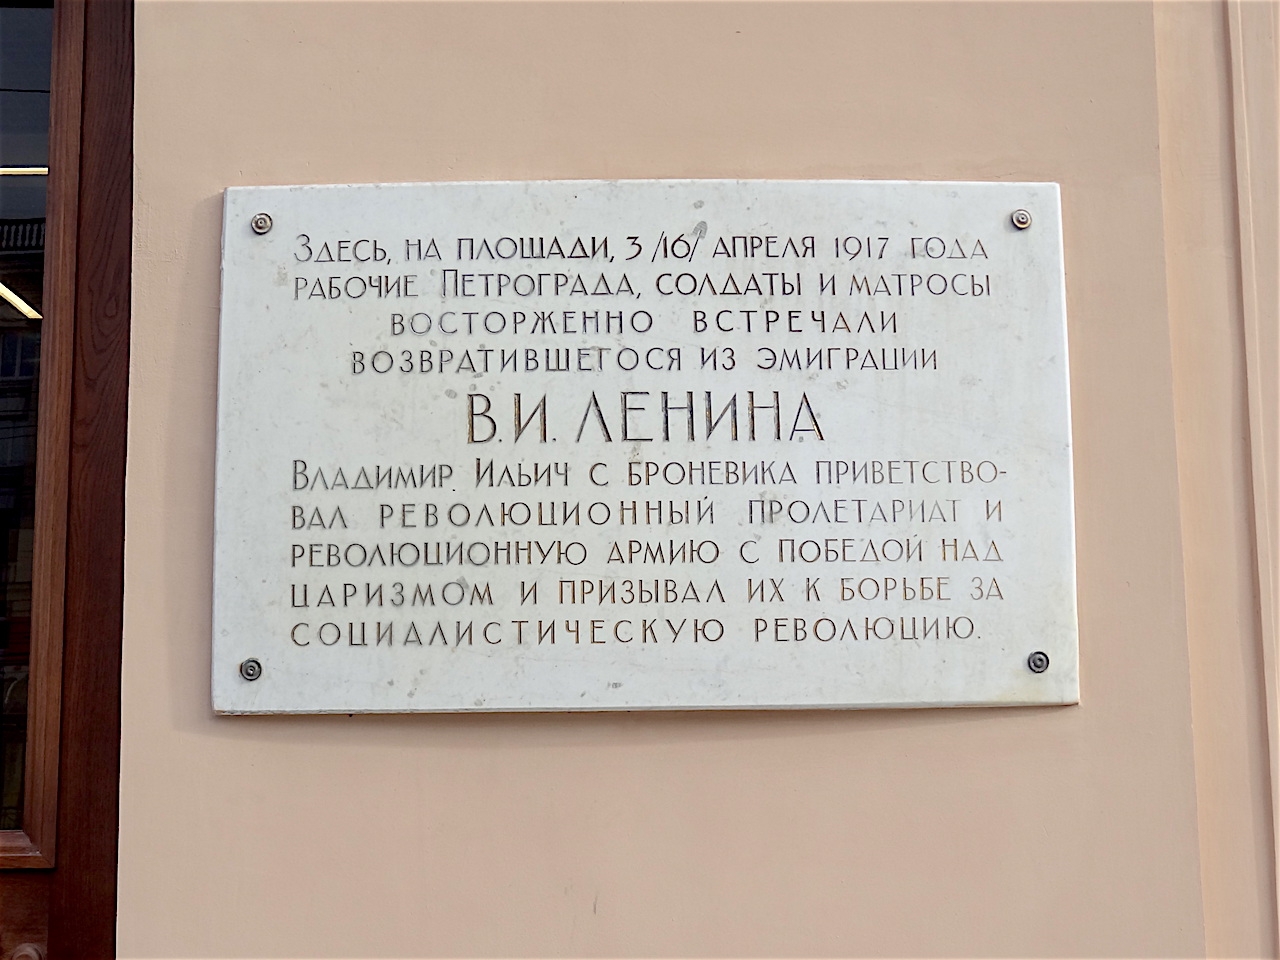 Здесь, на площади, 3 /16/ апреля 1917 года
рабочие Петрограда, солдаты и матросы
восторженно встречали
возвратившегося из эмиграции
В.И. ЛЕНИНА
Владимир Ильич с броневика приветство-
вал революционный пролетариат и
революционную армию с победой над
царизмом и призывал их к борьбе за
социалистическую революцию.